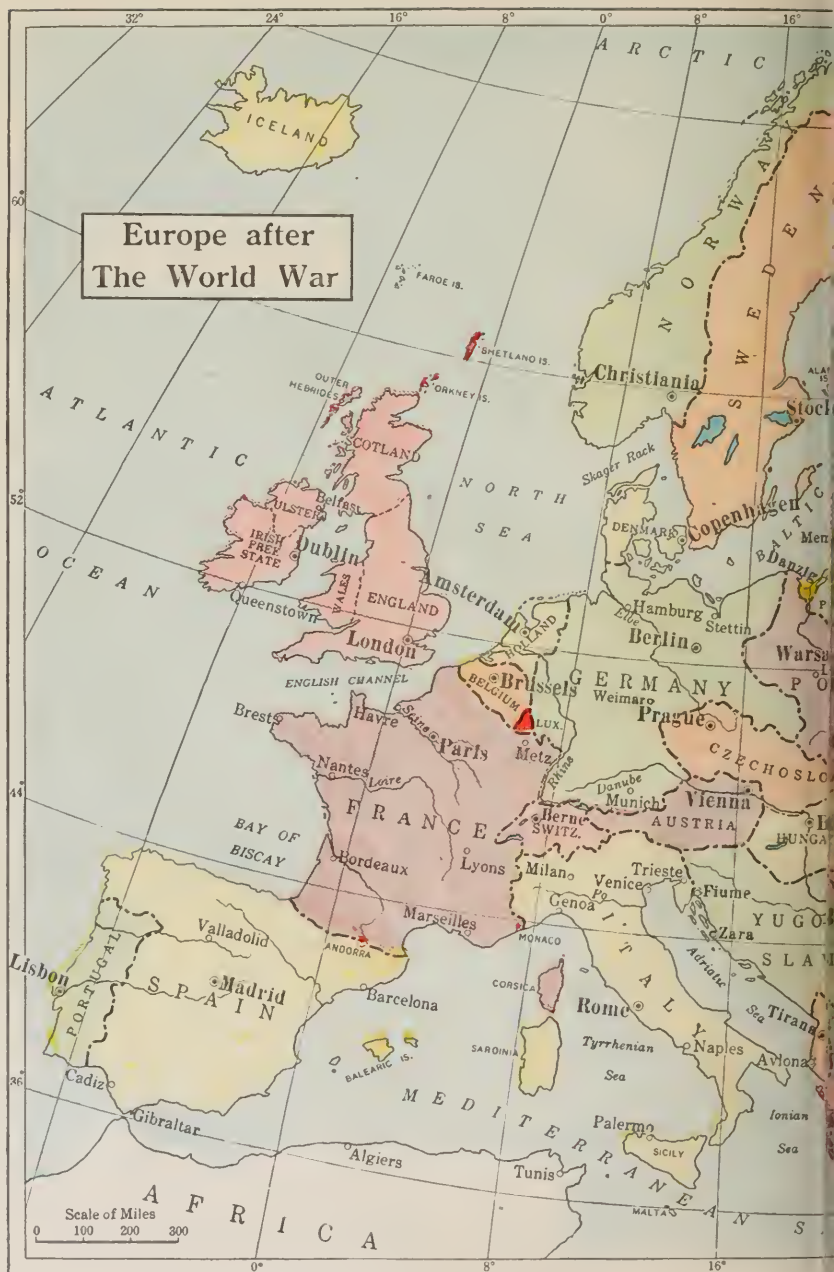 32°
24°
16°
8°
0°
8°
16°
ARCTIC
ICELAND
60°
Europe after
The World War
FAROE IS.
SHETLAND IS.
ORKNEY IS.
OUTER
HEBRIDES
NORWAY
SWEDEN
Christiania
Stock
ATLANTIC
OCEAN
SCOTLAND
NORTH
SEA
Skager Rack
52°
ULSTER
Belfast
IRISH
FREE
STATE
Dublin
DENMARK
Copenhagen
BALTIC
Mem
Danzig
Queenstown
WALES
ENGLAND
London
Amsterdam
HOLLAND
Hamburg
Elbe
Stettin
Berlin
Warsa
PO
ENGLISH CHANNEL
BELGIUM
Brussels
GERMANY
Weimar
LUX.
Prague
Brest
Havre
Seine
Paris
Metz
Rhine
CZECHOSLO
Nantes
Loire
Danube
Munich
Vienna
44°
FRANCE
Berne
SWITZ.
AUSTRIA
HUNGA
BAY OF
BISCAY
Bordeaux
Lyons
Milan
Venice
Trieste
Fiume
Po
Genoa
YUGO
SLAV
Zara
Marseilles
MONACO
ANDORRA
Valladolid
Lisbon
PORTUGAL
SPAIN
Madrid
Barcelona
CORSICA
ITALY
Adriatic
Sea
Rome
Tirana
SARDINIA
Tyrrhenian
Sea
Naples
Avlona
BALEARIC IS.
36°
Cadiz
Gibraltar
MEDITERRANEAN S
Ionian
Sea
Palermo
SICILY
Algiers
Tunis
AFRICA
MALTA
Scale of Miles
0 100 200 300
0°
8°
16°